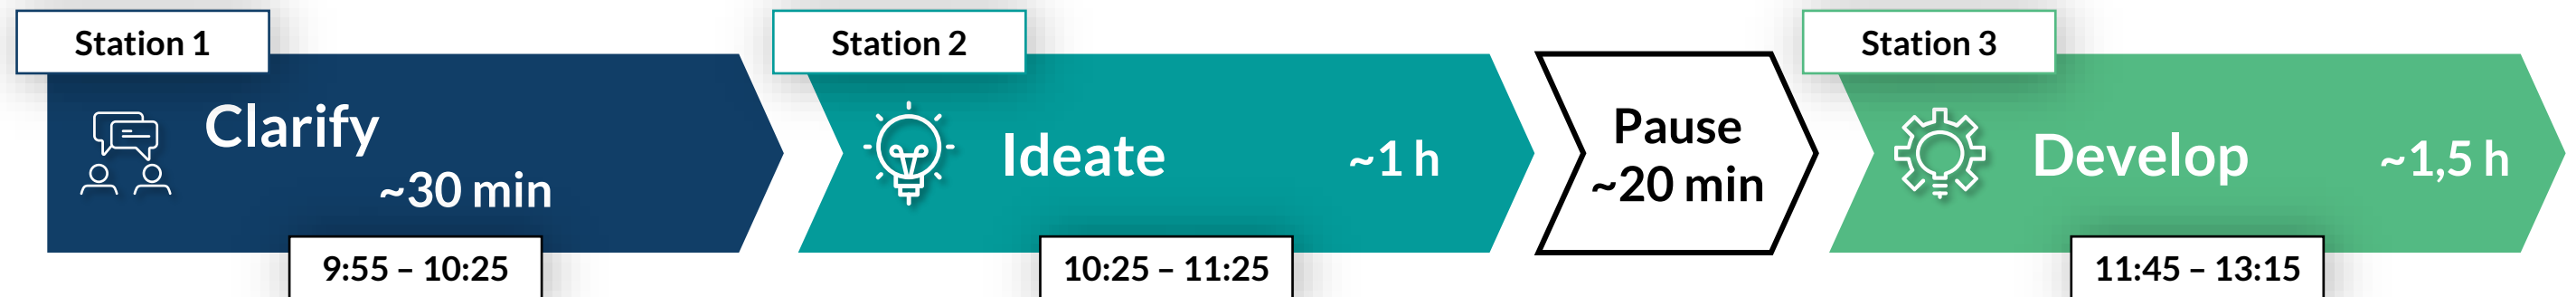 Station 1
Clarify
~30 min
9:55 – 10:25
Station 2
Ideate
~1 h
10:25 – 11:25
Pause
~20 min
Station 3
Develop
~1,5 h
11:45 – 13:15